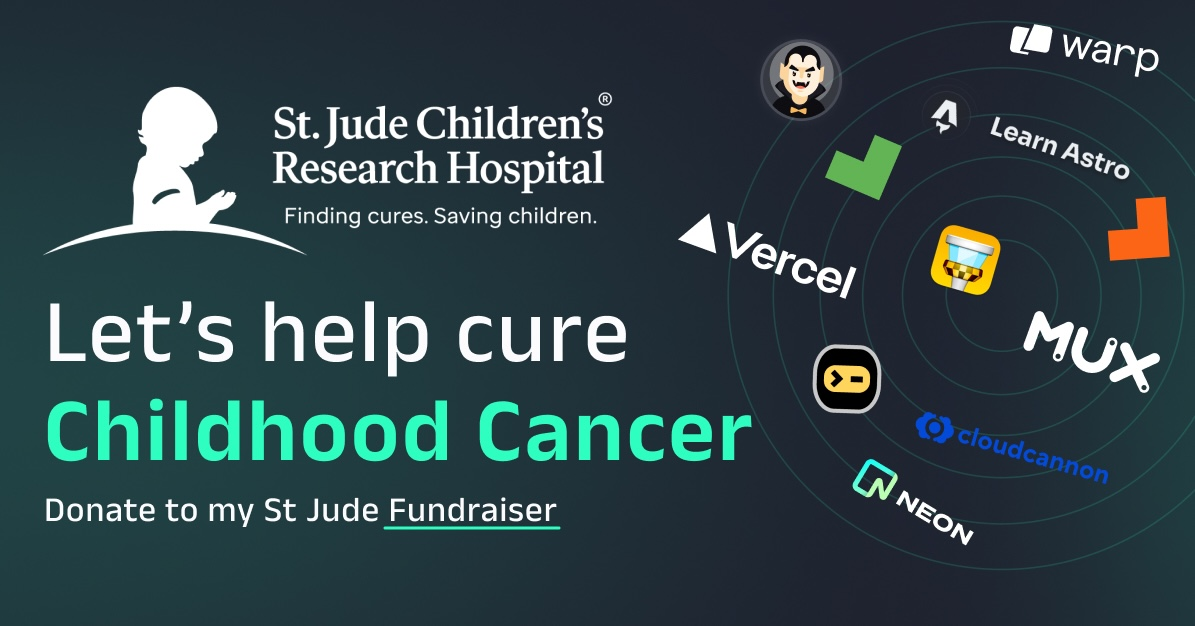 St. Jude Children's®
Research Hospital
Finding cures. Saving children.
Let's help cure
Childhood Cancer
Donate to my St Jude Fundraiser
warp
Learn Astro
Vercel
MUX
cloudcannon
NEON